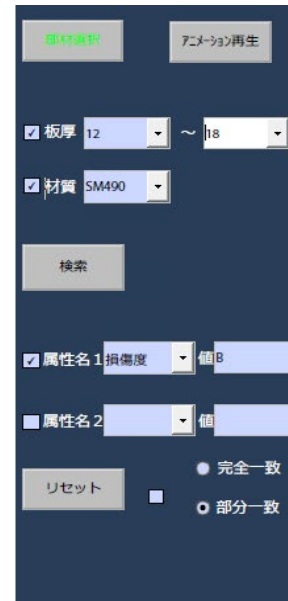 部材選択 アニメーション再生
板厚 12 ～ 18
材質 SM490
検索
属性名1 損傷度 値 B
属性名2 値
完全一致
リセット
部分一致